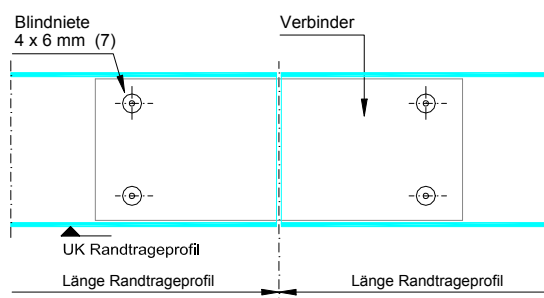 Blindniete
4 x 6 mm (7)
Verbinder
UK Randtrageprofil
Länge Randtrageprofil
Länge Randtrageprofil